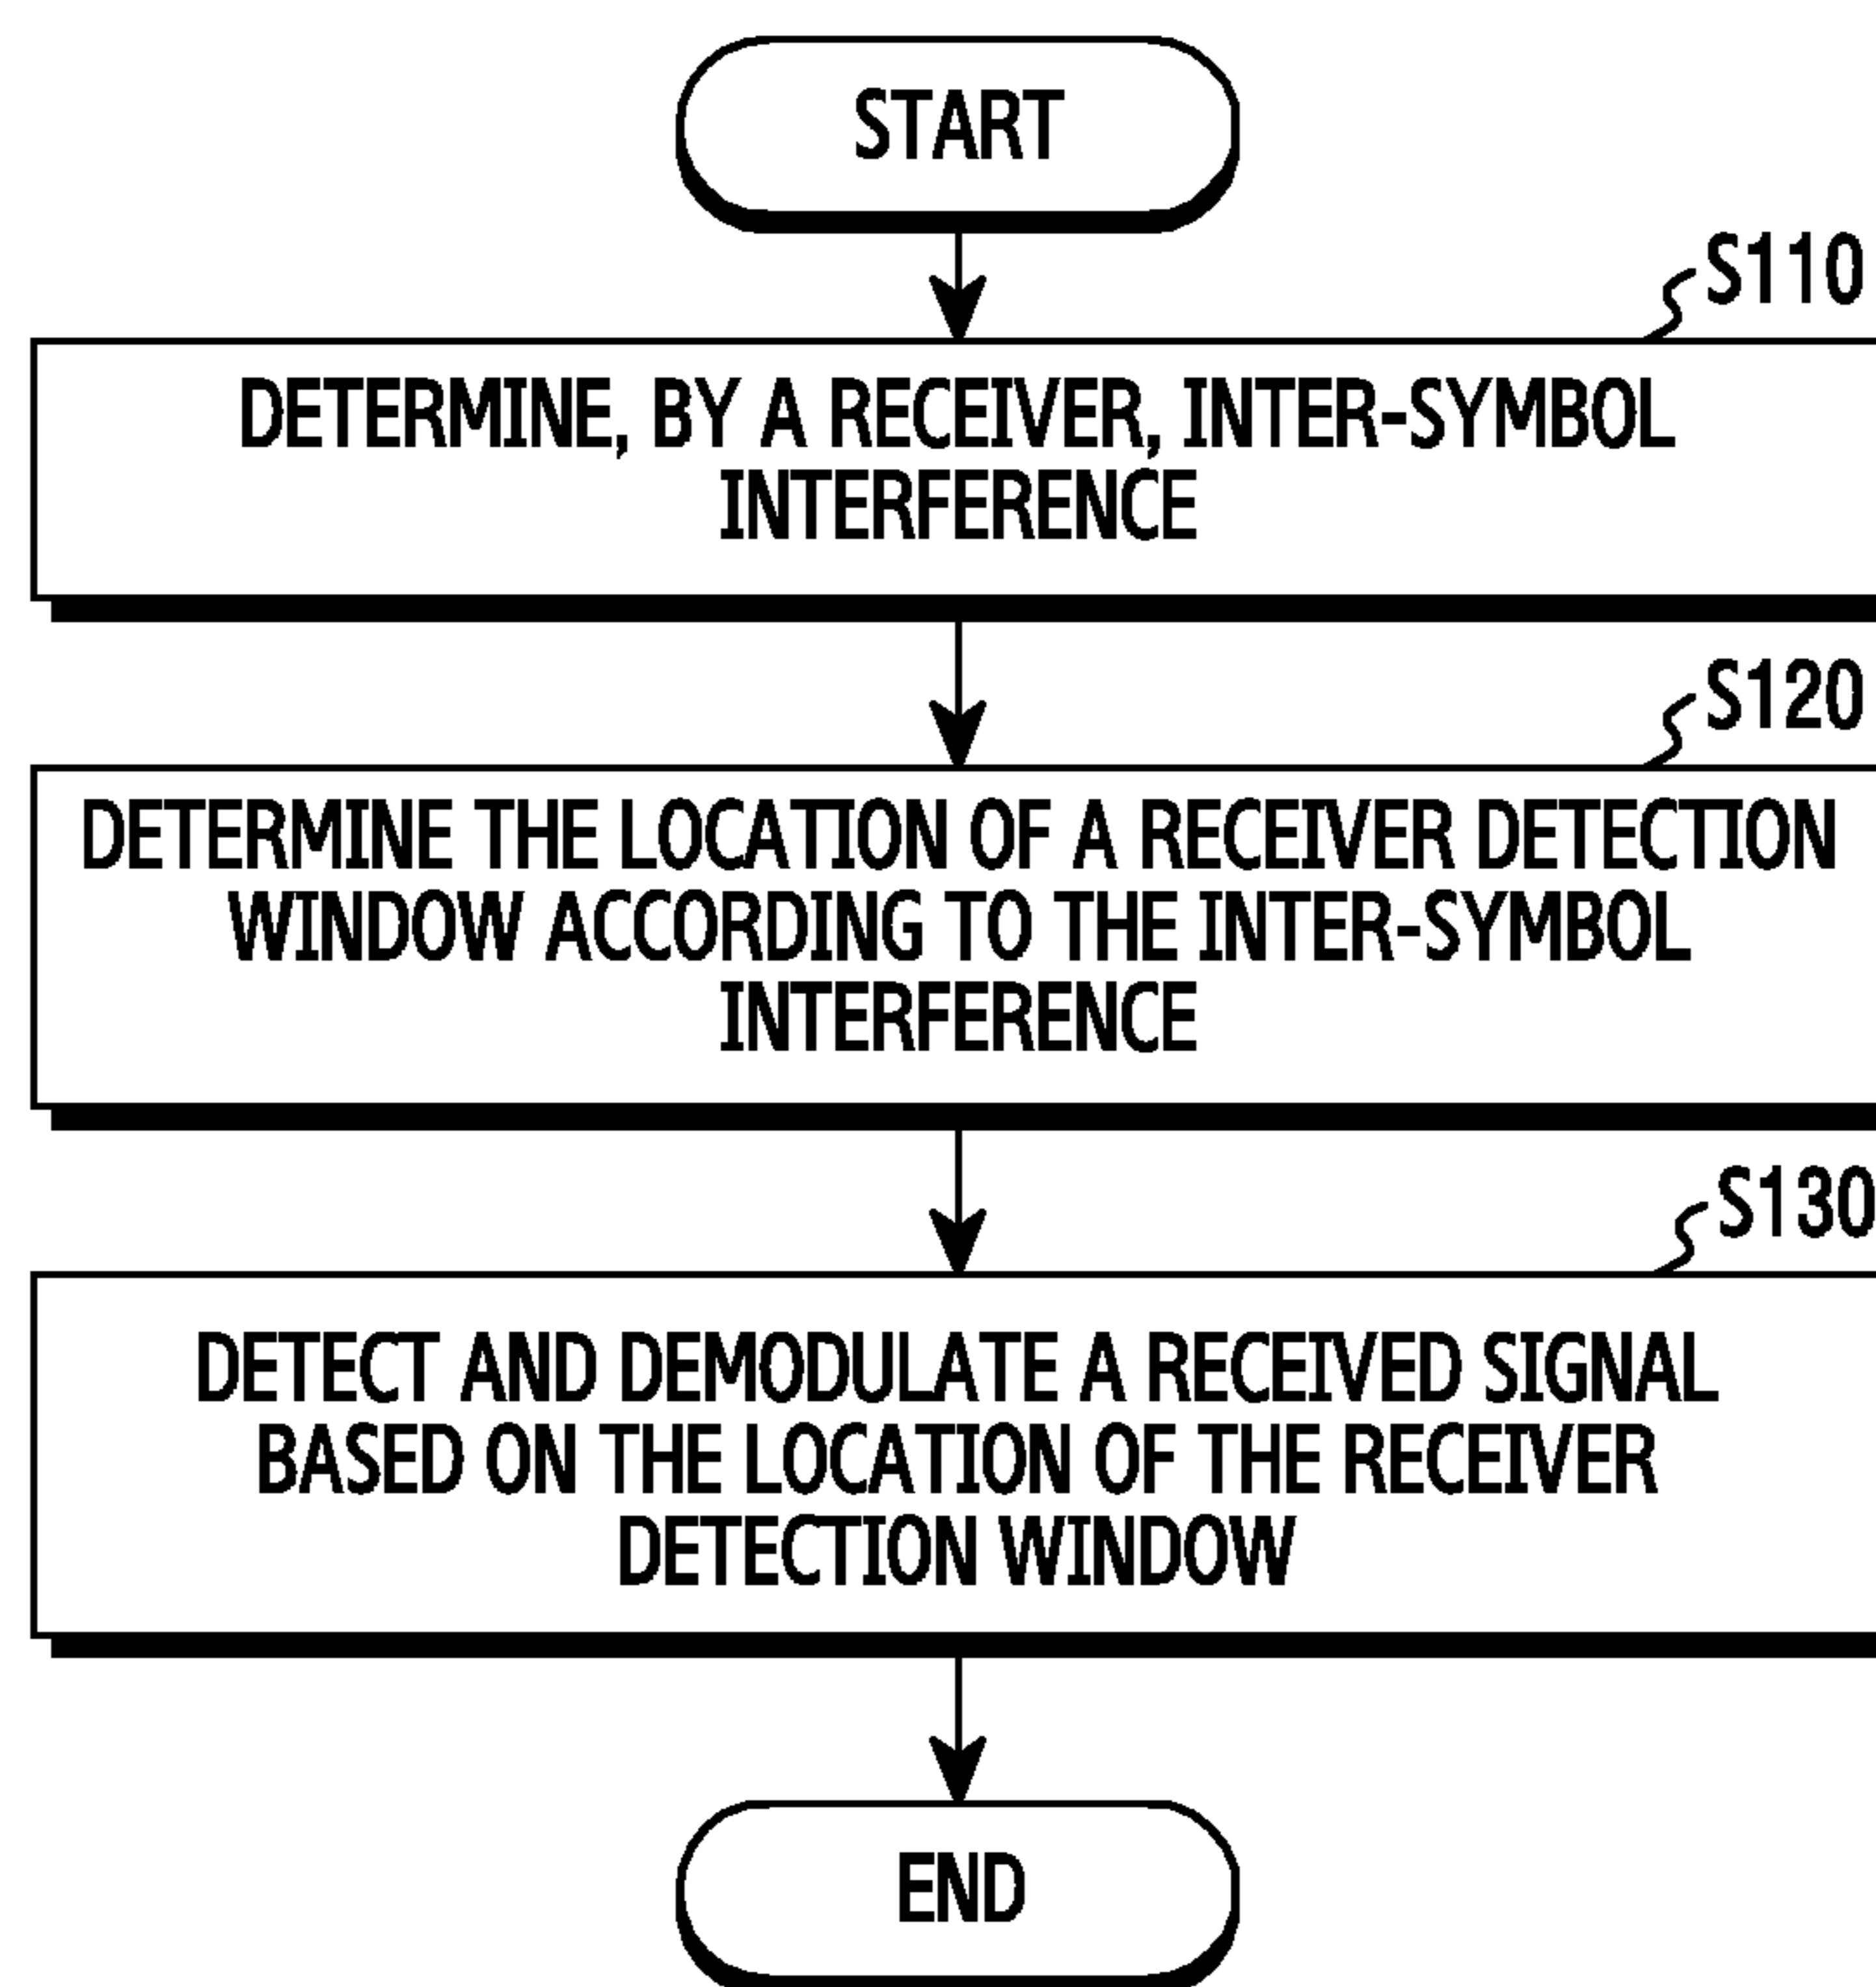 START
S110
DETERMINE, BY A RECEIVER, INTER-SYMBOL
INTERFERENCE
S120
DETERMINE THE LOCATION OF A RECEIVER DETECTION
WINDOW ACCORDING TO THE INTER-SYMBOL
INTERFERENCE
S130
DETECT AND DEMODULATE A RECEIVED SIGNAL
BASED ON THE LOCATION OF THE RECEIVER
DETECTION WINDOW
END